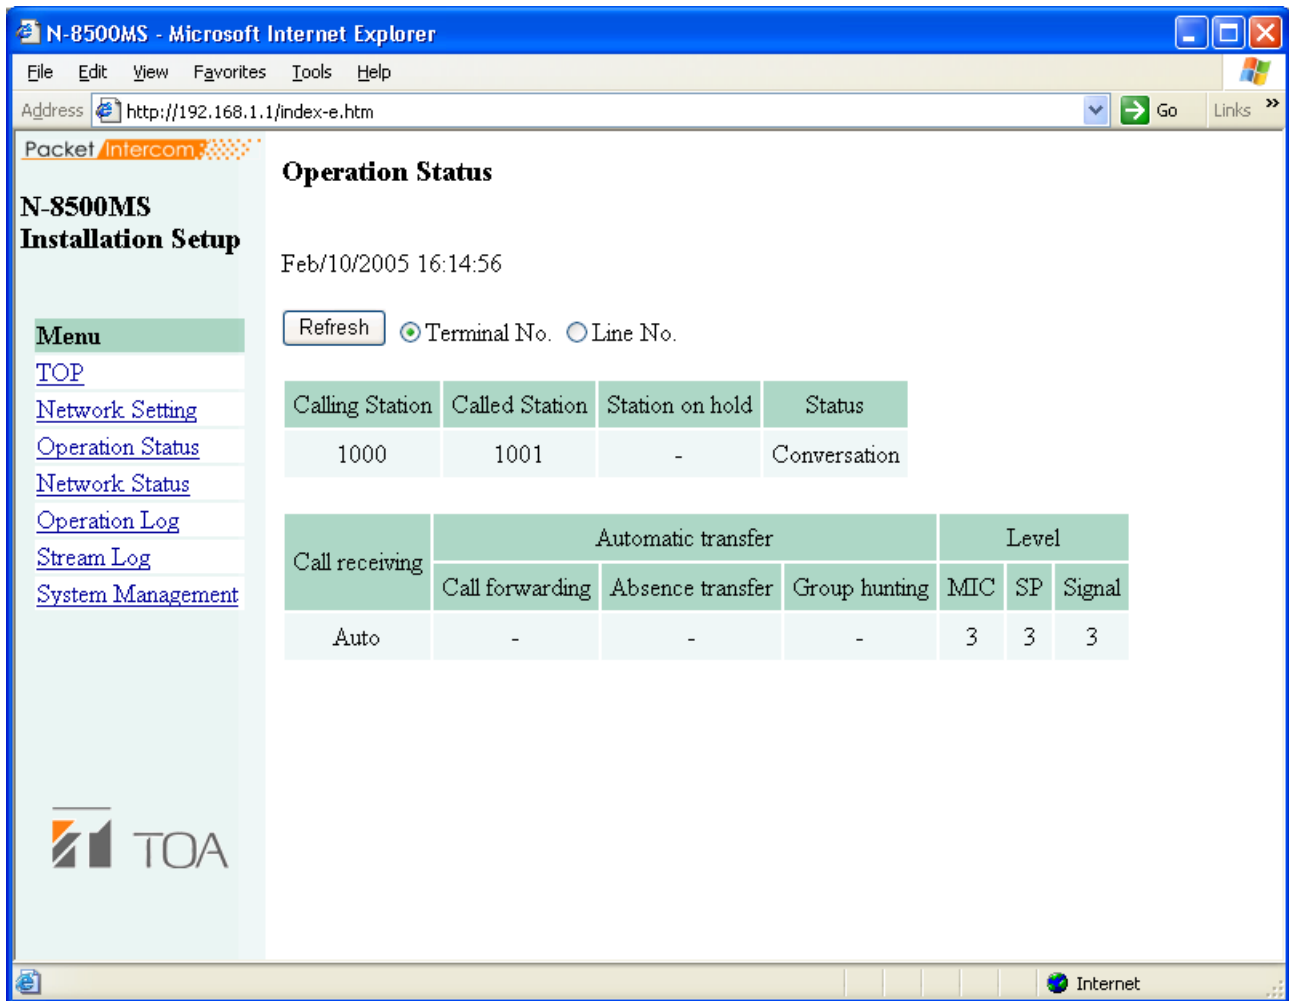 N-8500MS - Microsoft Internet Explorer
File Edit View Favorites Tools Help
Address http://192.168.1.1/index-e.htm Go Links »
Packet Intercom
N-8500MS
Installation Setup
Menu
TOP
Network Setting
Operation Status
Network Status
Operation Log
Stream Log
System Management
TOA
Operation Status
Feb/10/2005 16:14:56
Refresh Terminal No. Line No.
Calling Station Called Station Station on hold Status
1000 1001 - Conversation
Call receiving Automatic transfer Level
Call forwarding Absence transfer Group hunting MIC SP Signal
Auto - - - 3 3 3
Internet